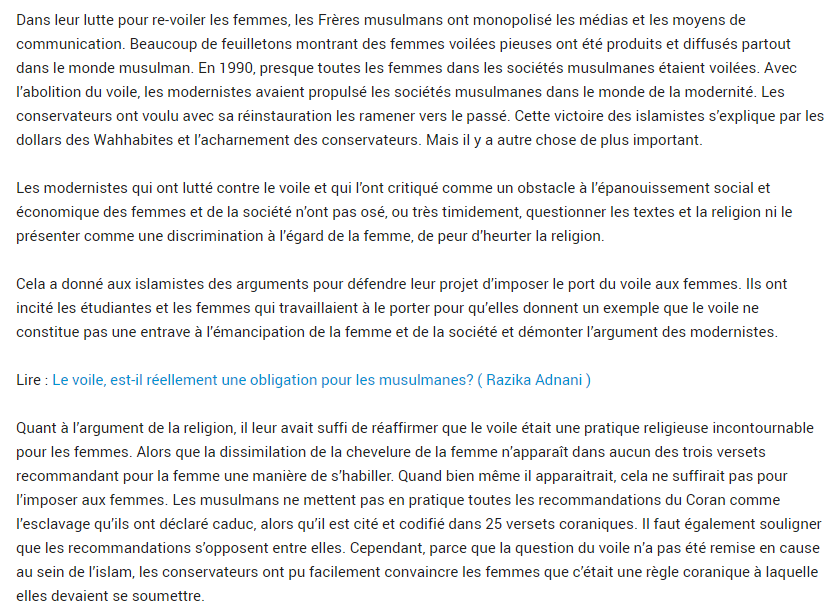 Dans leur lutte pour re-voiler les femmes, les Frères musulmans ont monopolisé les médias et les moyens de
communication. Beaucoup de feuilletons montrant des femmes voilées pieuses ont été produits et diffusés partout
dans le monde musulman. En 1990, presque toutes les femmes dans les sociétés musulmanes étaient voilées. Avec
l’abolition du voile, les modernistes avaient propulsé les sociétés musulmanes dans le monde de la modernité. Les
conservateurs ont voulu avec sa réinstauration les ramener vers le passé. Cette victoire des islamistes s’explique par les
dollars des Wahhabites et l’acharnement des conservateurs. Mais il y a autre chose de plus important.

Les modernistes qui ont lutté contre le voile et qui l’ont critiqué comme un obstacle à l’épanouissement social et
économique des femmes et de la société n’ont pas osé, ou très timidement, questionner les textes et la religion ni le
présenter comme une discrimination à l’égard de la femme, de peur d’heurter la religion.

Cela a donné aux islamistes des arguments pour défendre leur projet d’imposer le port du voile aux femmes. Ils ont
incité les étudiantes et les femmes qui travaillaient à le porter pour qu’elles donnent un exemple que le voile ne
constitue pas une entrave à l’émancipation de la femme et de la société et démonter l’argument des modernistes.

Lire : Le voile, est-il réellement une obligation pour les musulmanes? ( Razika Adnani )

Quant à l’argument de la religion, il leur avait suffi de réaffirmer que le voile était une pratique religieuse incontournable
pour les femmes. Alors que la dissimilation de la chevelure de la femme n’apparaît dans aucun des trois versets
recommandant pour la femme une manière de s’habiller. Quand bien même il apparaitrait, cela ne suffirait pas pour
l’imposer aux femmes. Les musulmans ne mettent pas en pratique toutes les recommandations du Coran comme
l’esclavage qu’ils ont déclaré caduc, alors qu’il est cité et codifié dans 25 versets coraniques. Il faut également souligner
que les recommandations s’opposent entre elles. Cependant, parce que la question du voile n’a pas été remise en cause
au sein de l’islam, les conservateurs ont pu facilement convaincre les femmes que c’était une règle coranique à laquelle
elles devaient se soumettre.